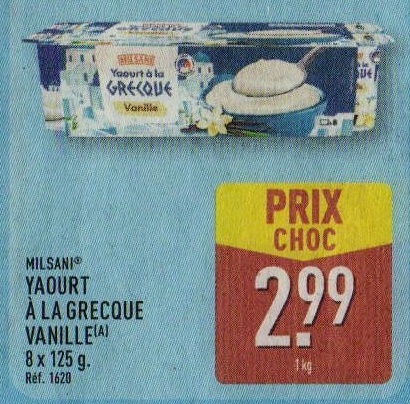 MILSANI
Yaourt à la
GRECQUE
Vanille
PRIX
CHOC
2.99
1 kg
MILSANI®
YAOURT
À LA GRECQUE
VANILLE(A)
8 x 125 g.
Réf. 1620